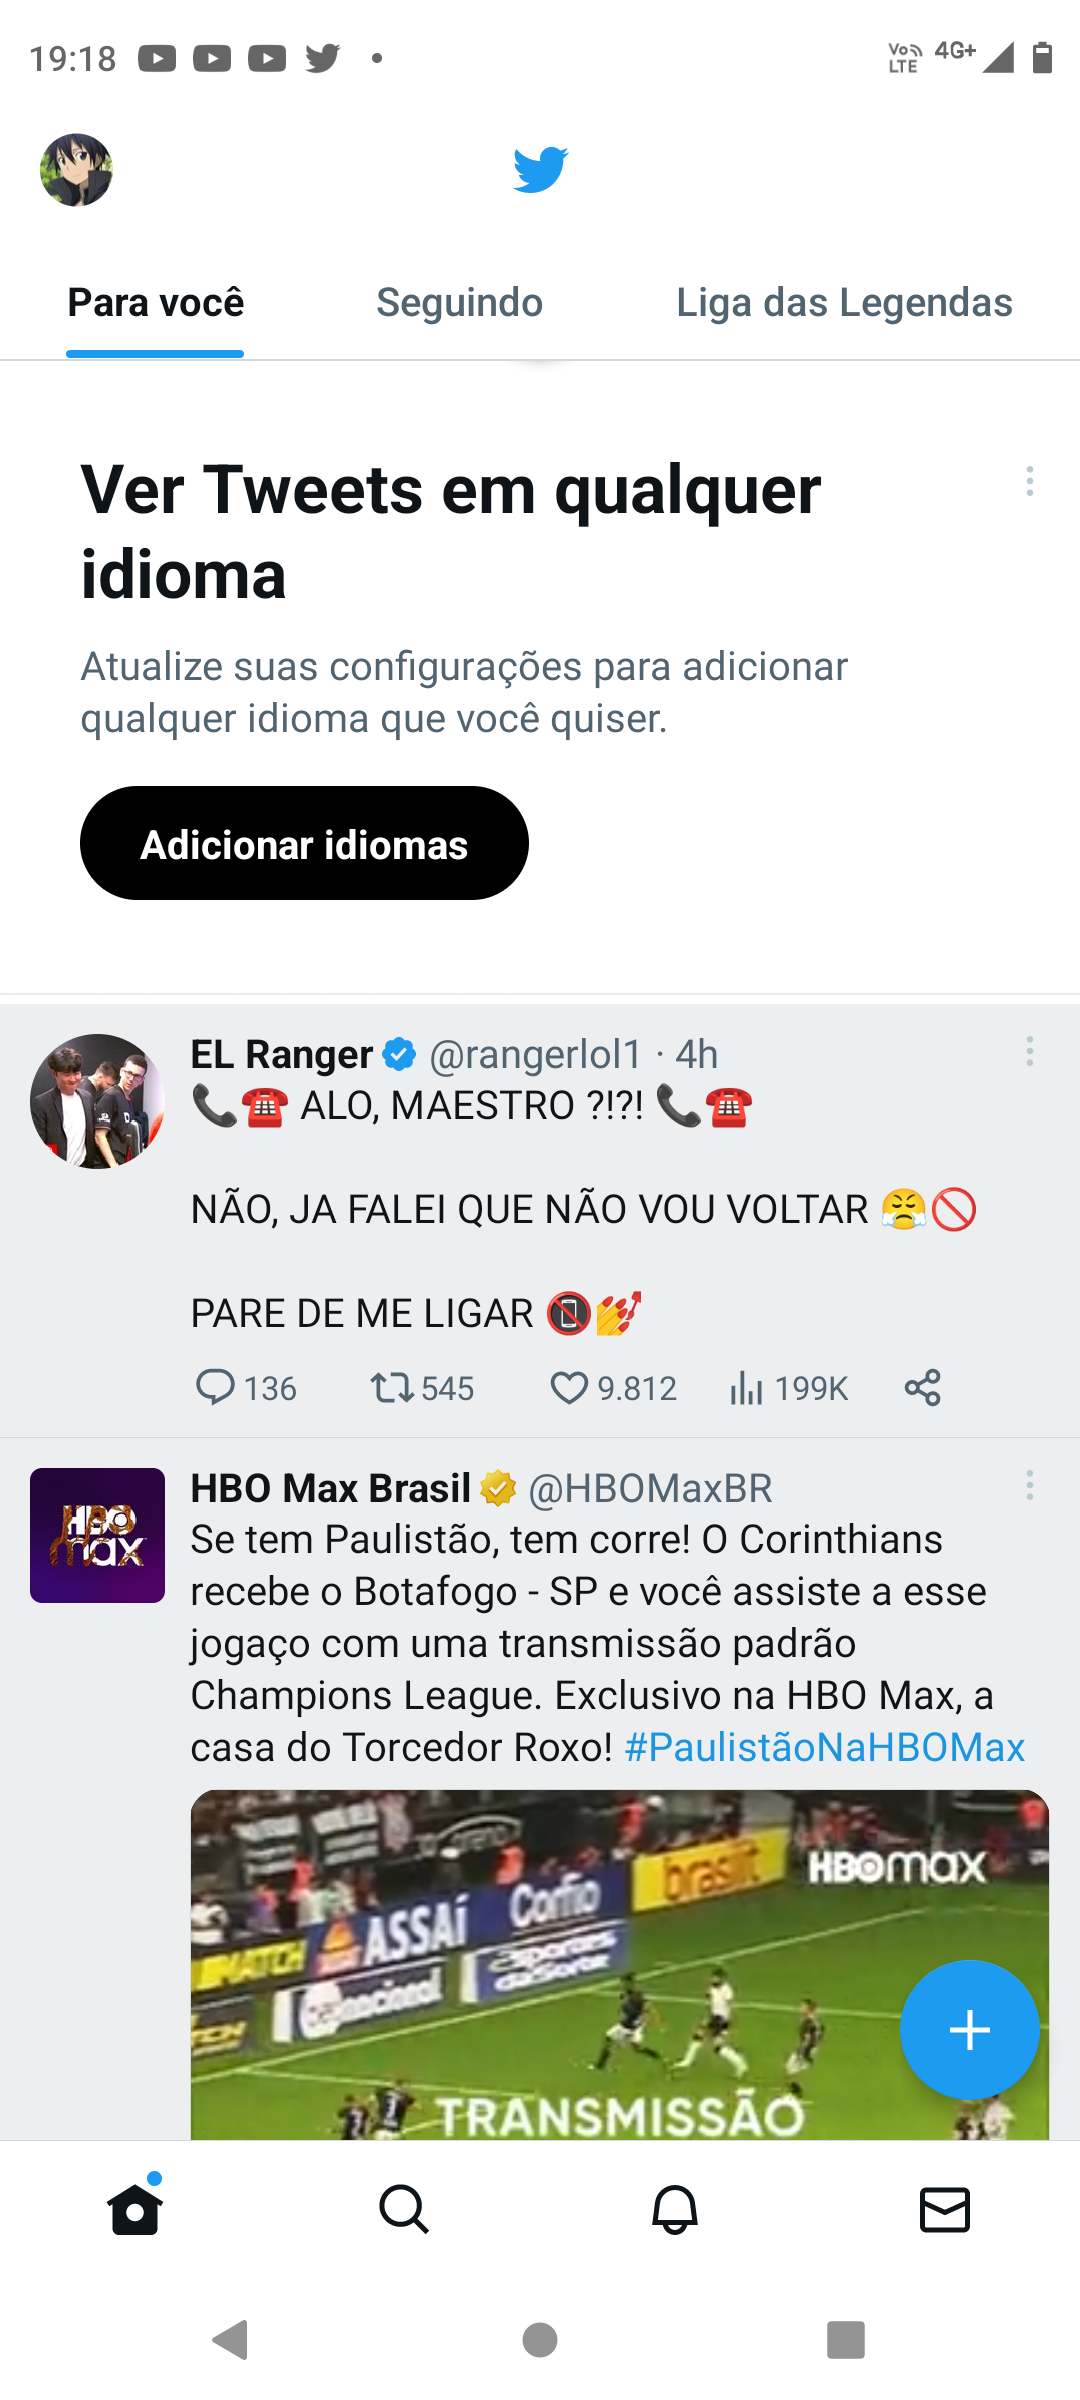 19:18
Vo LTE 4G+
Para você Seguindo Liga das Legendas
Ver Tweets em qualquer
idioma
Atualize suas configurações para adicionar
qualquer idioma que você quiser.
Adicionar idiomas
EL Ranger @rangerlol1 · 4h
📞☎️ ALO, MAESTRO ?!?! 📞☎️
NÃO, JA FALEI QUE NÃO VOU VOLTAR 😤🚫
PARE DE ME LIGAR 📵💅
136 545 9.812 199K
HBO Max Brasil @HBOMaxBR
HBO
max
Se tem Paulistão, tem corre! O Corinthians
recebe o Botafogo - SP e você assiste a esse
jogaço com uma transmissão padrão
Champions League. Exclusivo na HBO Max, a
casa do Torcedor Roxo! #PaulistãoNaHBOMax
HBOmax
ASSAÍ
TRANSMISSÃO